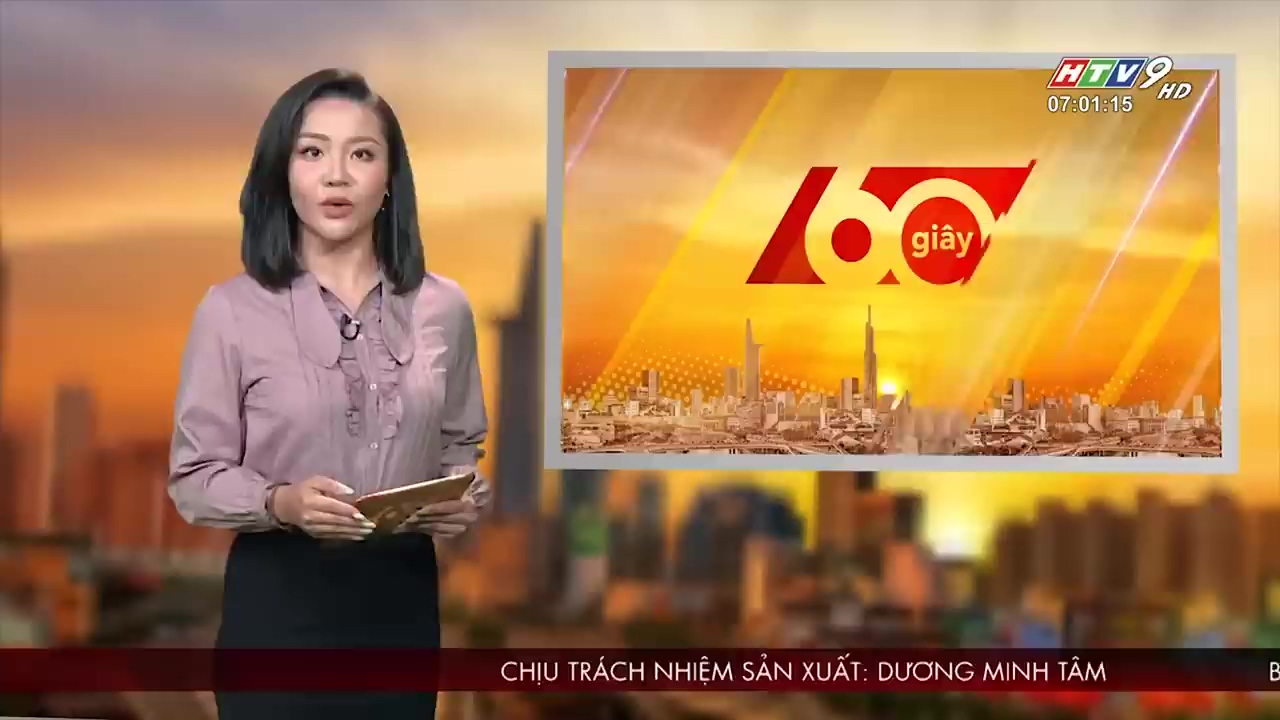 HTV9 HD
07:01:15
60 giây
CHỊU TRÁCH NHIỆM SẢN XUẤT: DƯƠNG MINH TÂM
B